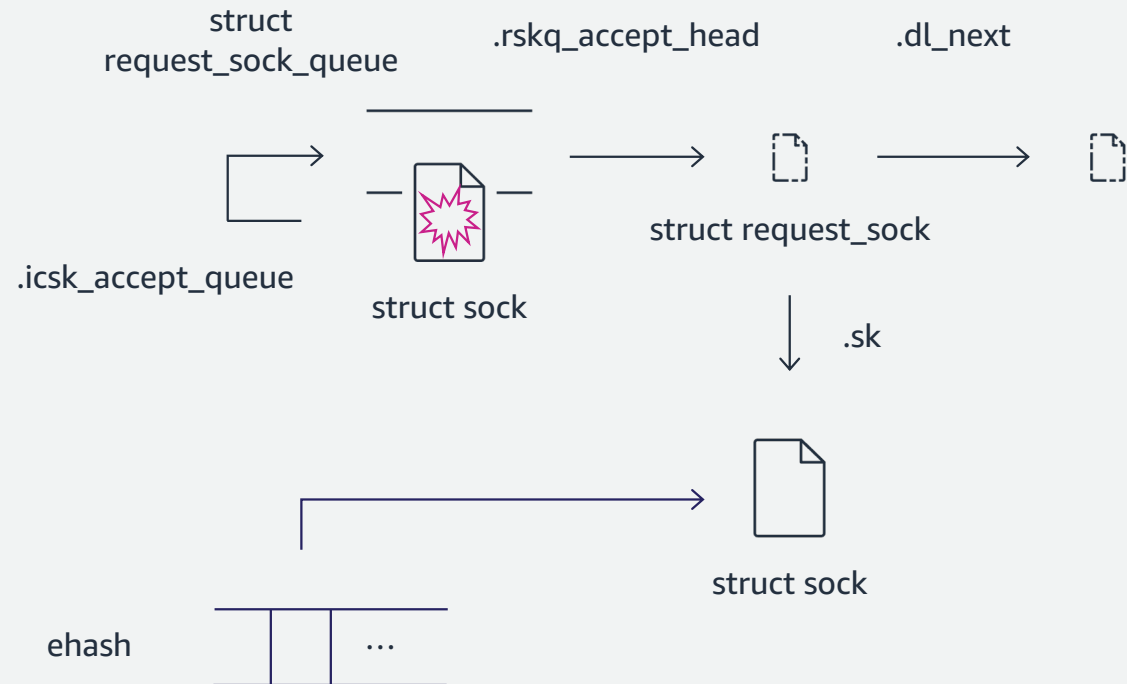 struct
request_sock_queue
.rskq_accept_head
.dl_next
struct request_sock
.icsk_accept_queue
struct sock
.sk
struct sock
ehash
...